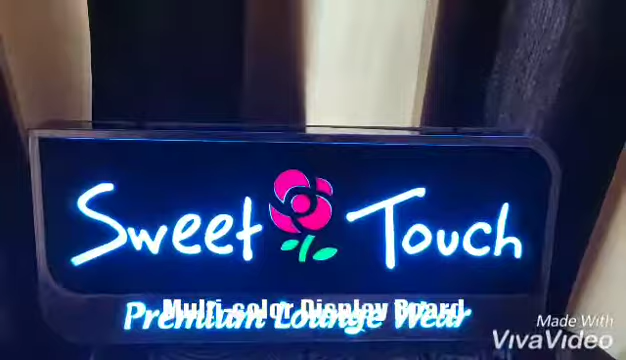 Sweet Touch
Multi-color Display Board
Premium Lounge Wear
Made With
VivaVideo